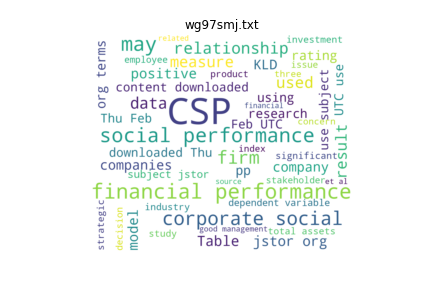 wg97smj.txt
related
may
relationship
investment
employee
measure
KLD
rating
issue
org terms
positive
product
three
used
content downloaded
data
CSP
using
financial
research
use subject
UTC use
Thu Feb
Feb UTC
concern
social performance
result
downloaded Thu
firm
index
significant
companies
pp
company
subject jstor
stakeholder
et al
source
financial performance
strategic
decision
model
industry
corporate social
dependent variable
study
good management
total assets
Table
jstor org